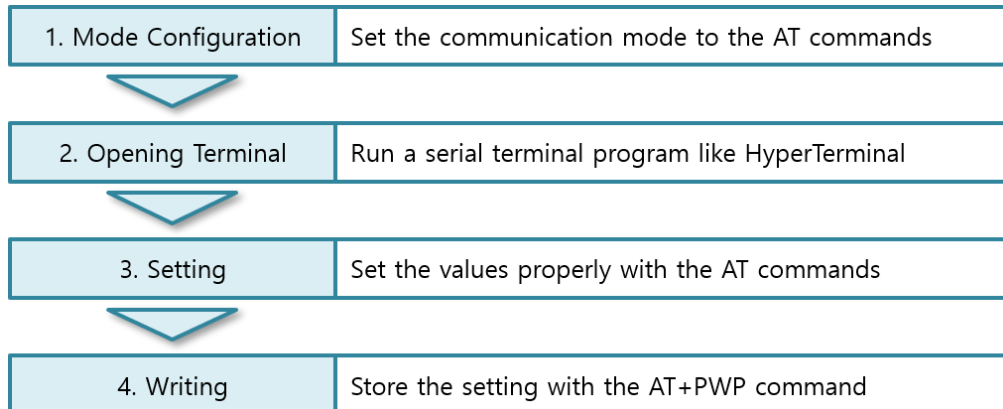 1. Mode Configuration
Set the communication mode to the AT commands
2. Opening Terminal
Run a serial terminal program like HyperTerminal
3. Setting
Set the values properly with the AT commands
4. Writing
Store the setting with the AT+PWP command